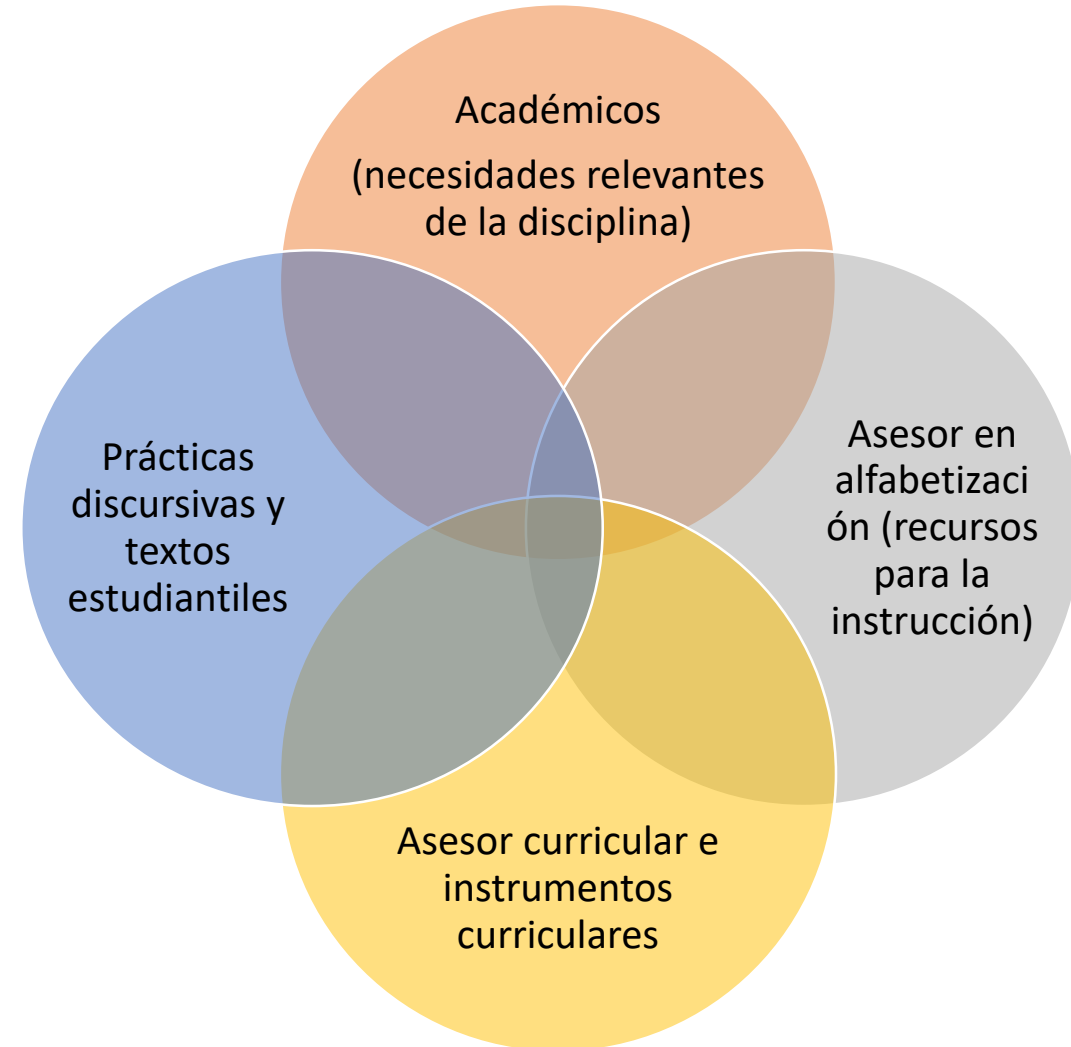 Académicos
(necesidades relevantes
de la disciplina)
Prácticas
discursivas y
textos
estudiantiles
Asesor en
alfabetizaci
ón (recursos
para la
instrucción)
Asesor curricular e
instrumentos
curriculares